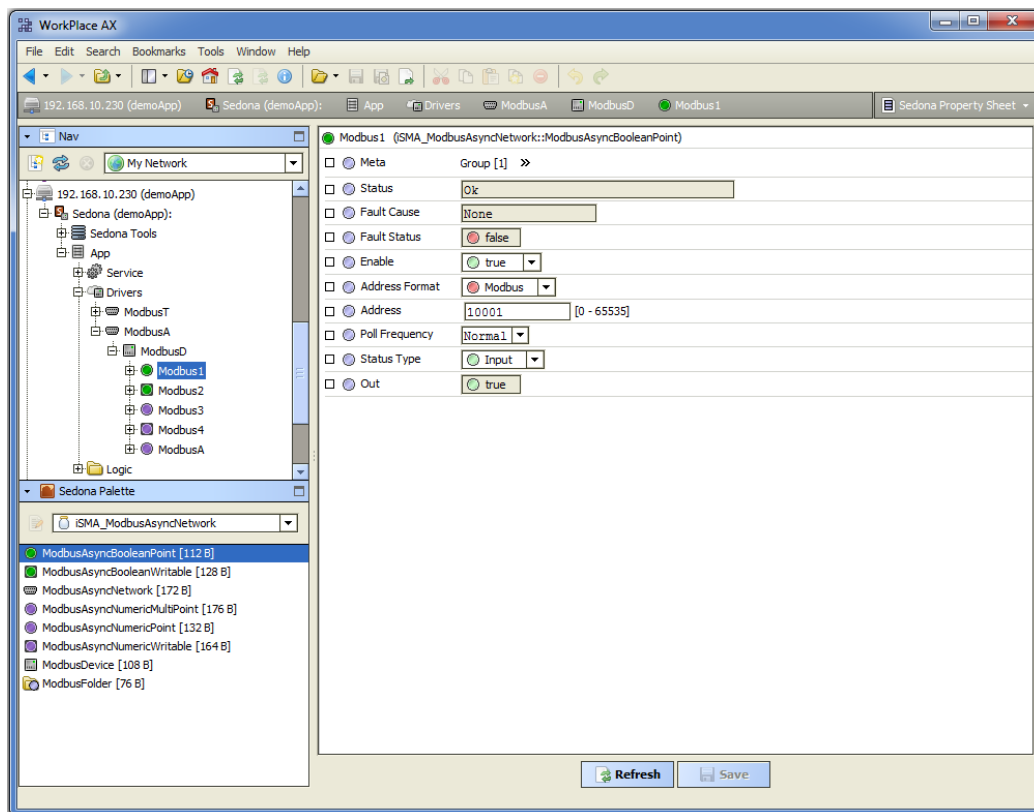 WorkPlace AX
File Edit Search Bookmarks Tools Window Help
192.168.10.230 (demoApp) Sedona (demoApp): App Drivers ModbusA ModbusD Modbus1 Sedona Property Sheet
Nav
My Network
192.168.10.230 (demoApp)
Sedona (demoApp):
Sedona Tools
App
Service
Drivers
ModbusT
ModbusA
ModbusD
Modbus1
Modbus2
Modbus3
Modbus4
ModbusA
Logic
Sedona Palette
iSMA_ModbusAsyncNetwork
ModbusAsyncBooleanPoint [112 B]
ModbusAsyncBooleanWritable [128 B]
ModbusAsyncNetwork [172 B]
ModbusAsyncNumericMultiPoint [176 B]
ModbusAsyncNumericPoint [132 B]
ModbusAsyncNumericWritable [164 B]
ModbusDevice [108 B]
ModbusFolder [76 B]
Modbus1 (iSMA_ModbusAsyncNetwork::ModbusAsyncBooleanPoint)
Meta Group [1] »
Status Ok
Fault Cause None
Fault Status false
Enable true
Address Format Modbus
Address 10001 [0 - 65535]
Poll Frequency Normal
Status Type Input
Out true
Refresh Save